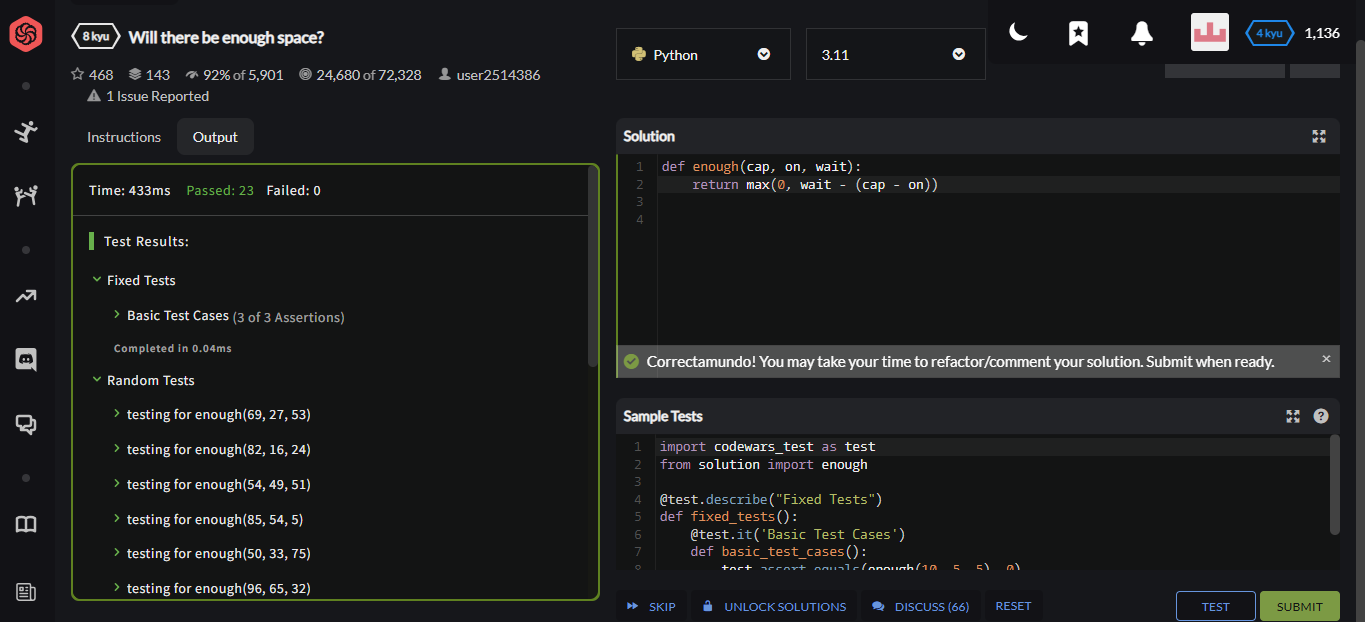 8 kyu Will there be enough space?
468 143 92% of 5,901 24,680 of 72,328 user2514386
1 Issue Reported
Python
3.11
4 kyu 1,136
Instructions Output
Time: 433ms Passed: 23 Failed: 0
Test Results:
Fixed Tests
Basic Test Cases (3 of 3 Assertions)
Completed in 0.04ms
Random Tests
testing for enough(69, 27, 53)
testing for enough(82, 16, 24)
testing for enough(54, 49, 51)
testing for enough(85, 54, 5)
testing for enough(50, 33, 75)
testing for enough(96, 65, 32)
Solution
1 def enough(cap, on, wait):
2 return max(0, wait - (cap - on))
3
4
Correctamundo! You may take your time to refactor/comment your solution. Submit when ready. ×
Sample Tests ?
1 import codewars_test as test
2 from solution import enough
3
4 @test.describe("Fixed Tests")
5 def fixed_tests():
6 @test.it('Basic Test Cases')
7 def basic_test_cases():
8 test.assert_equals(enough(10, 5, 5), 0)
SKIP UNLOCK SOLUTIONS DISCUSS (66) RESET TEST SUBMIT